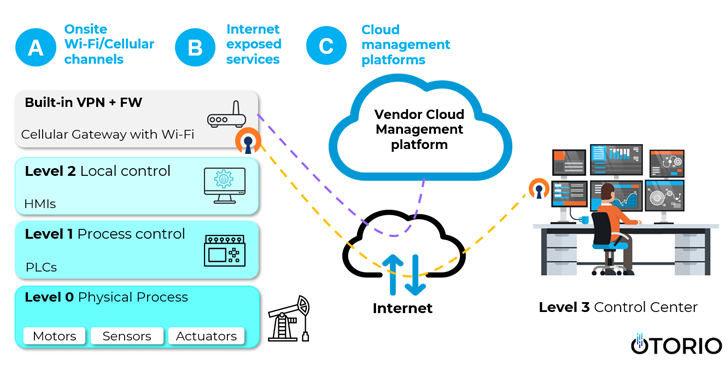 A
Onsite
Wi-Fi/Cellular
channels
B
Internet
exposed
services
C
Cloud
management
platforms
Built-in VPN + FW
Cellular Gateway with Wi-Fi
Level 2 Local control
HMIs
Level 1 Process control
PLCs
Level 0 Physical Process
Motors
Sensors
Actuators
Vendor Cloud
Management
platform
Internet
Level 3 Control Center
OTORIO